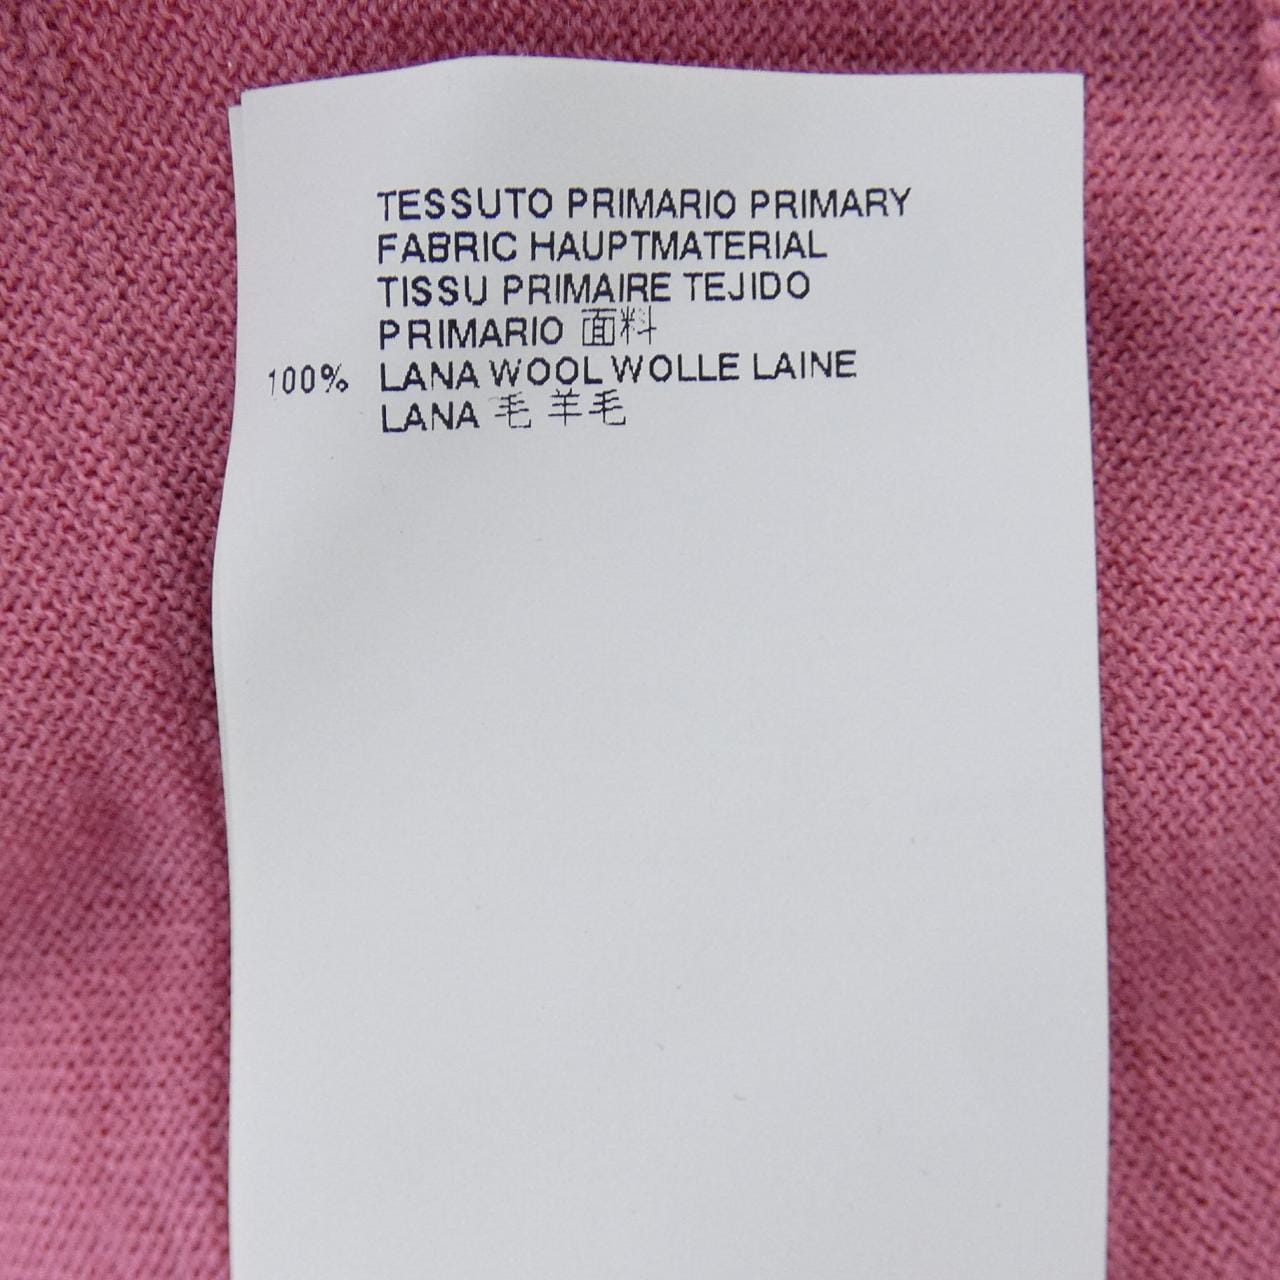 TESSUTO PRIMARIO PRIMARY
FABRIC HAUPTMATERIAL
TISSU PRIMAIRE TEJIDO
PRIMARIO 面料
100% LANA WOOL WOLLE LAINE
LANA 毛 羊毛